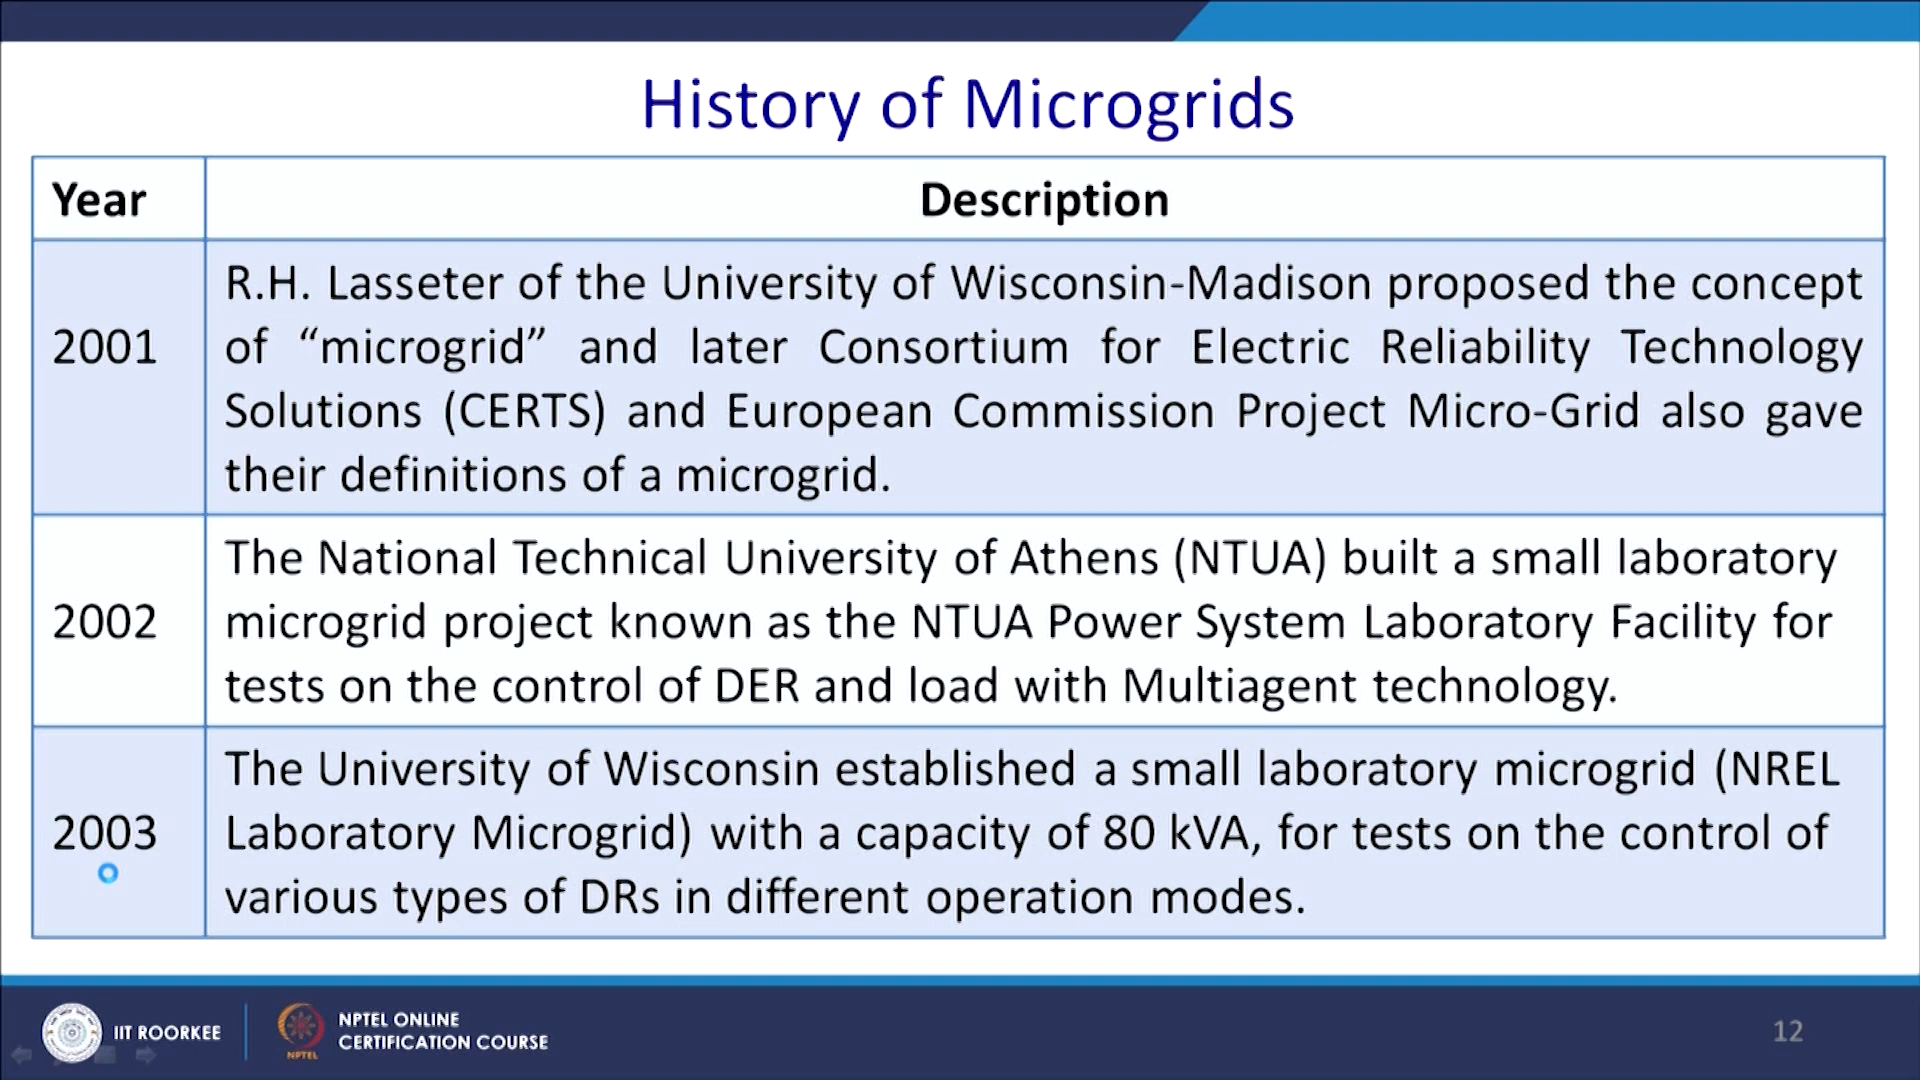 History of Microgrids
Year
Description
2001
R.H. Lasseter of the University of Wisconsin-Madison proposed the concept
of “microgrid” and later Consortium for Electric Reliability Technology
Solutions (CERTS) and European Commission Project Micro-Grid also gave
their definitions of a microgrid.
2002
The National Technical University of Athens (NTUA) built a small laboratory
microgrid project known as the NTUA Power System Laboratory Facility for
tests on the control of DER and load with Multiagent technology.
2003
The University of Wisconsin established a small laboratory microgrid (NREL
Laboratory Microgrid) with a capacity of 80 kVA, for tests on the control of
various types of DRs in different operation modes.
IIT ROORKEE
NPTEL
NPTEL ONLINE
CERTIFICATION COURSE
12